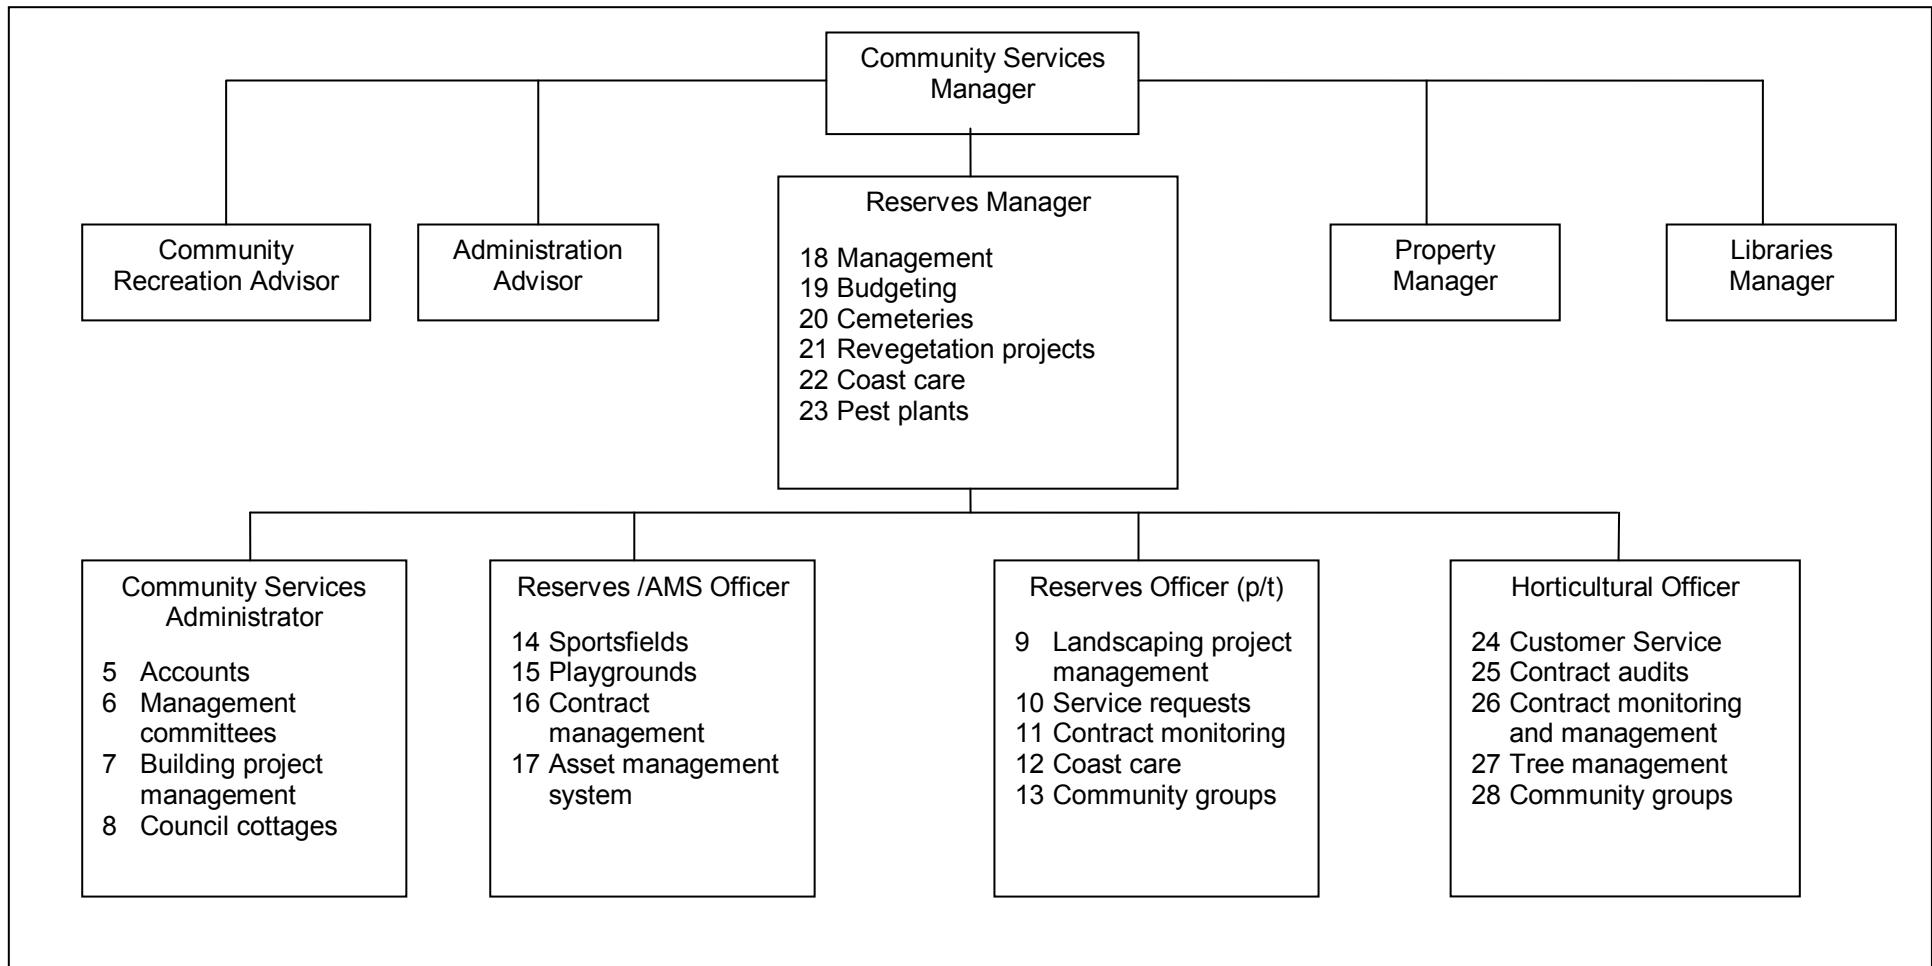 Community Services
Manager
Community
Recreation Advisor
Administration
Advisor
Reserves Manager
18 Management
19 Budgeting
20 Cemeteries
21 Revegetation projects
22 Coast care
23 Pest plants
Property
Manager
Libraries
Manager
Community Services
Administrator
5 Accounts
6 Management
committees
7 Building project
management
8 Council cottages
Reserves /AMS Officer
14 Sportsfields
15 Playgrounds
16 Contract
management
17 Asset management
system
Reserves Officer (p/t)
9 Landscaping project
management
10 Service requests
11 Contract monitoring
12 Coast care
13 Community groups
Horticultural Officer
24 Customer Service
25 Contract audits
26 Contract monitoring
and management
27 Tree management
28 Community groups